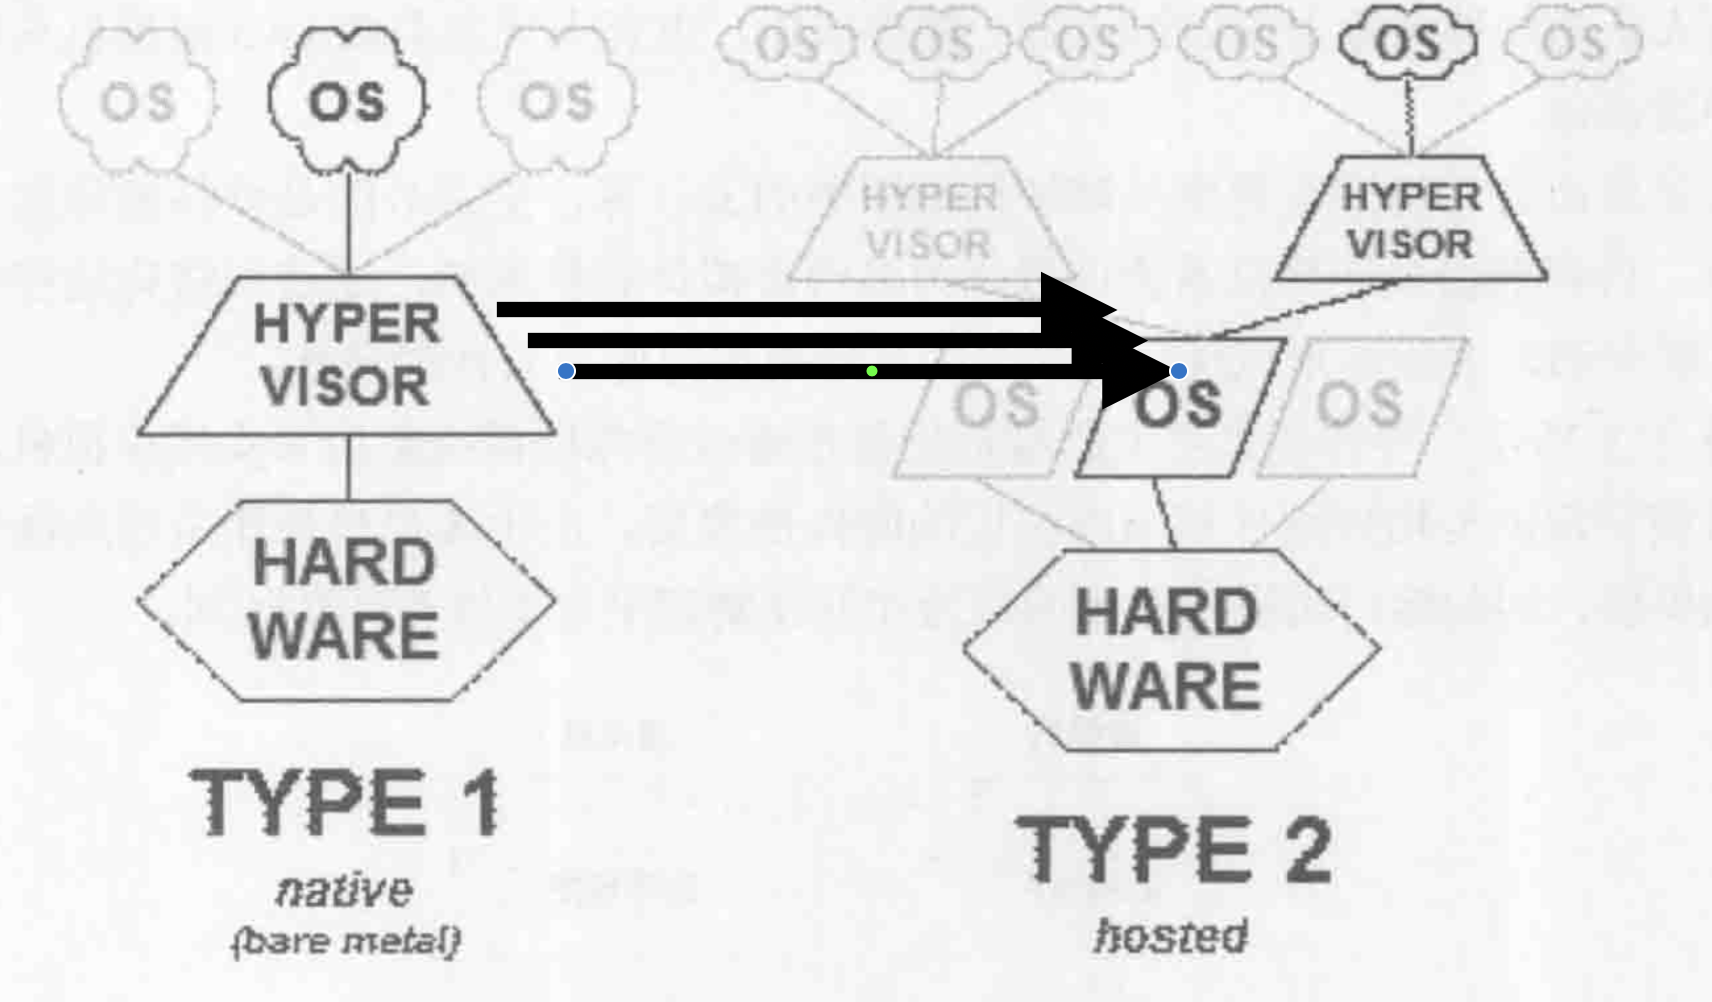 OS OS OS
HYPER
VISOR
HARD
WARE
TYPE 1
native
(bare metal)
OS OS OS OS OS OS
HYPER
VISOR
HYPER
VISOR
OS OS OS
HARD
WARE
TYPE 2
hosted